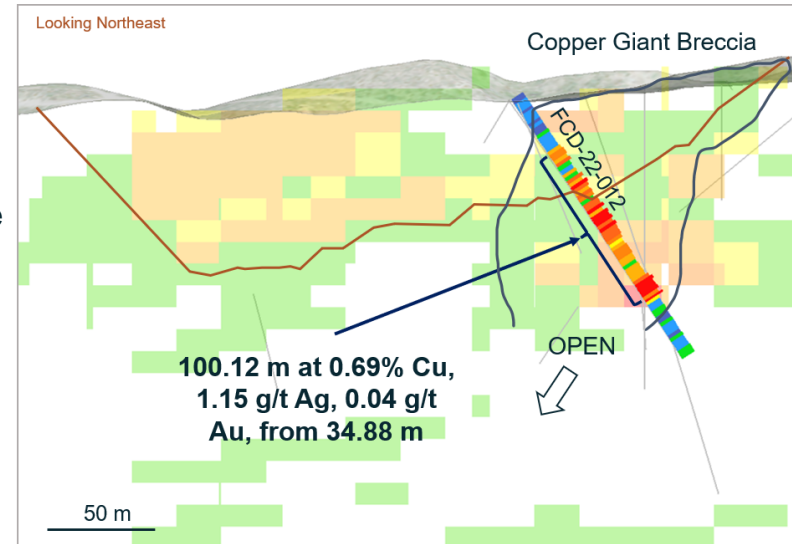 Looking Northeast
Copper Giant Breccia
FCD-22-012
e
100.12 m at 0.69% Cu,
1.15 g/t Ag, 0.04 g/t
Au, from 34.88 m
OPEN
50 m